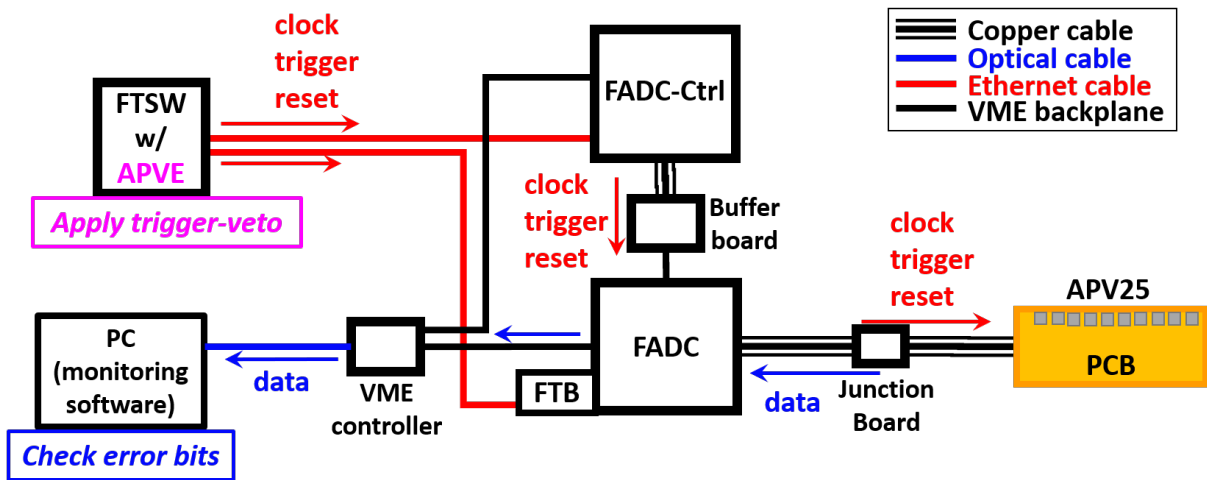 clock
trigger
reset
FTSW
w/
APVE
Apply trigger-veto
FADC-Ctrl
Copper cable
Optical cable
Ethernet cable
VME backplane
clock
trigger
reset
Buffer
board
clock
trigger
reset
APV25
PCB
PC
(monitoring
software)
Check error bits
data
VME
controller
FADC
FTB
data
Junction
Board